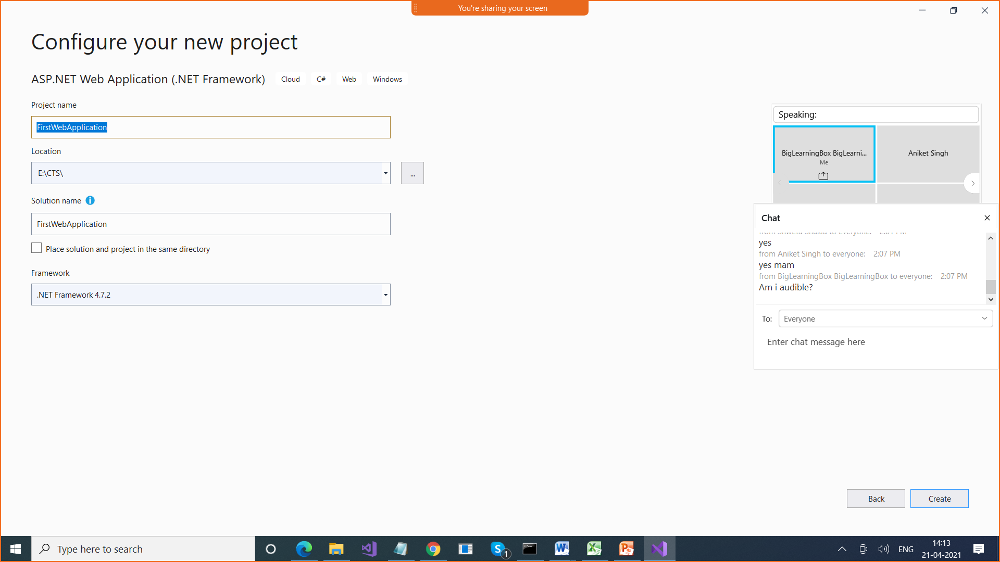 You're sharing your screen
Configure your new project
ASP.NET Web Application (.NET Framework) Cloud C# Web Windows
Project name
FirstWebApplication
Location
E:\CTS\
...
Solution name
FirstWebApplication
Place solution and project in the same directory
Framework
.NET Framework 4.7.2
Speaking:
BigLearningBox BigLearni...
Me
Aniket Singh
Chat
yes
from Aniket Singh to everyone: 2:07 PM
yes mam
from BigLearningBox BigLearningBox to everyone: 2:07 PM
Am i audible?
To: Everyone
Enter chat message here
Back Create
Type here to search
1
ENG
14:13
21-04-2021